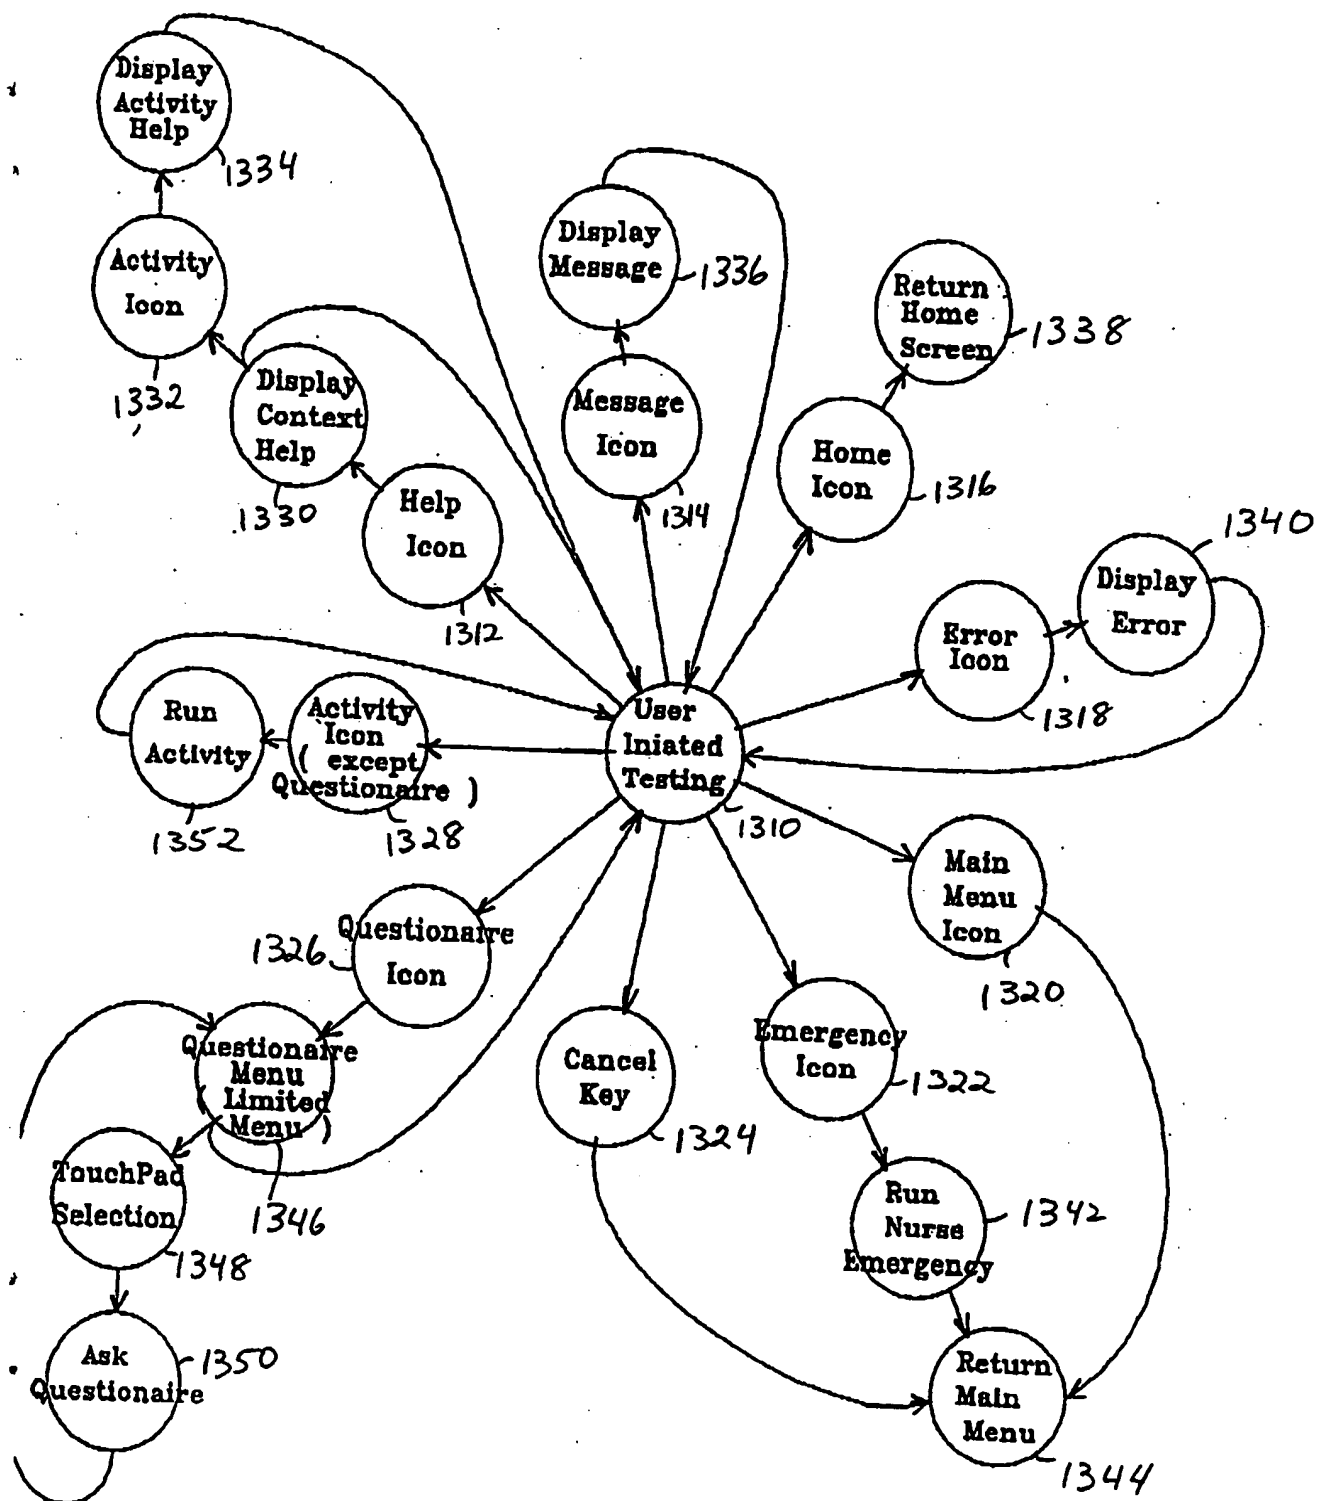 Display
Activity
Help
1334
Activity
Icon
1332
Display
Context
Help
1330
Help
Icon
1312
Display
Message
1336
Message
Icon
1314
Return
Home
Screen
1338
Home
Icon
1316
1340
Display
Error
Error
Icon
1318
Run
Activity
1352
Activity
Icon
( except
Questionaire )
1328
User
Iniated
Testing
1310
Main
Menu
Icon
1320
Questionaire
Icon
1326
Questionaire
Menu
( Limited
Menu )
1346
Cancel
Key
1324
Emergency
Icon
1322
TouchPad
Selection
1348
Run
Nurse
Emergency
1342
Ask
Questionaire
1350
Return
Main
Menu
1344